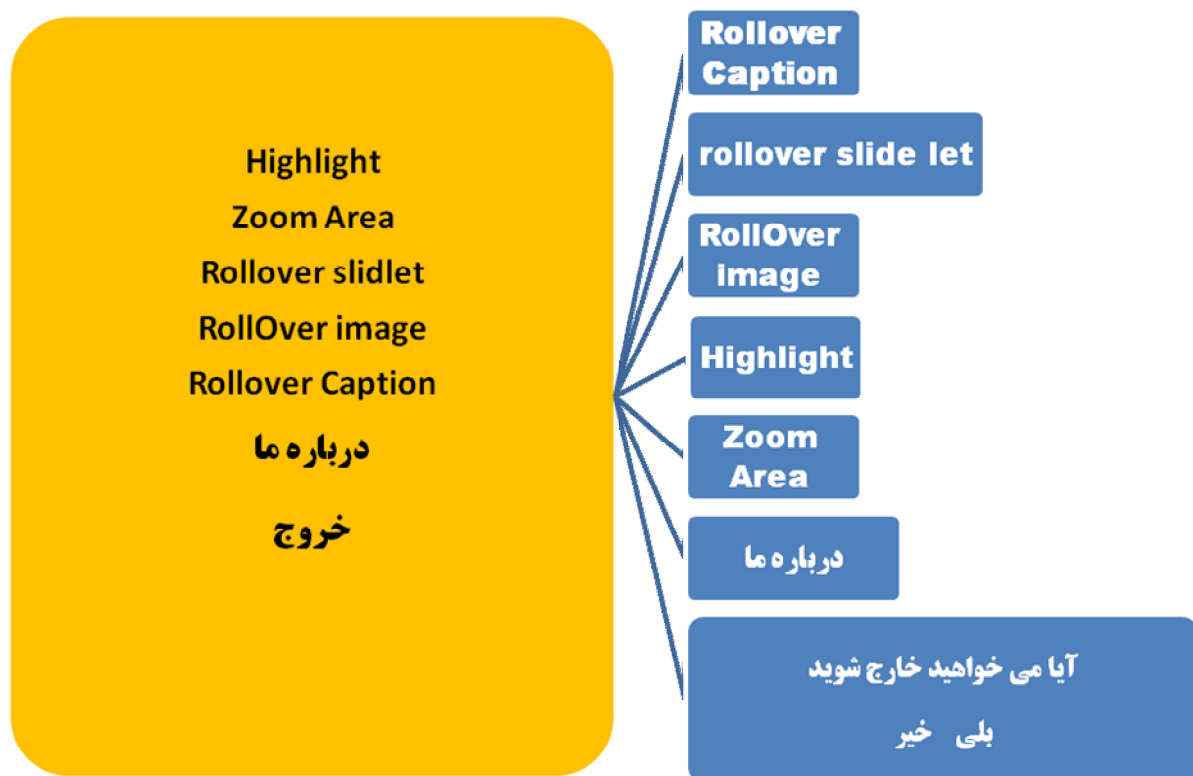 Highlight
Zoom Area
Rollover slidlet
RollOver image
Rollover Caption
درباره ما
خروج
Rollover
Caption
rollover slide let
RollOver
image
Highlight
Zoom
Area
درباره ما
آیا می خواهید خارج شوید
بلی خیر